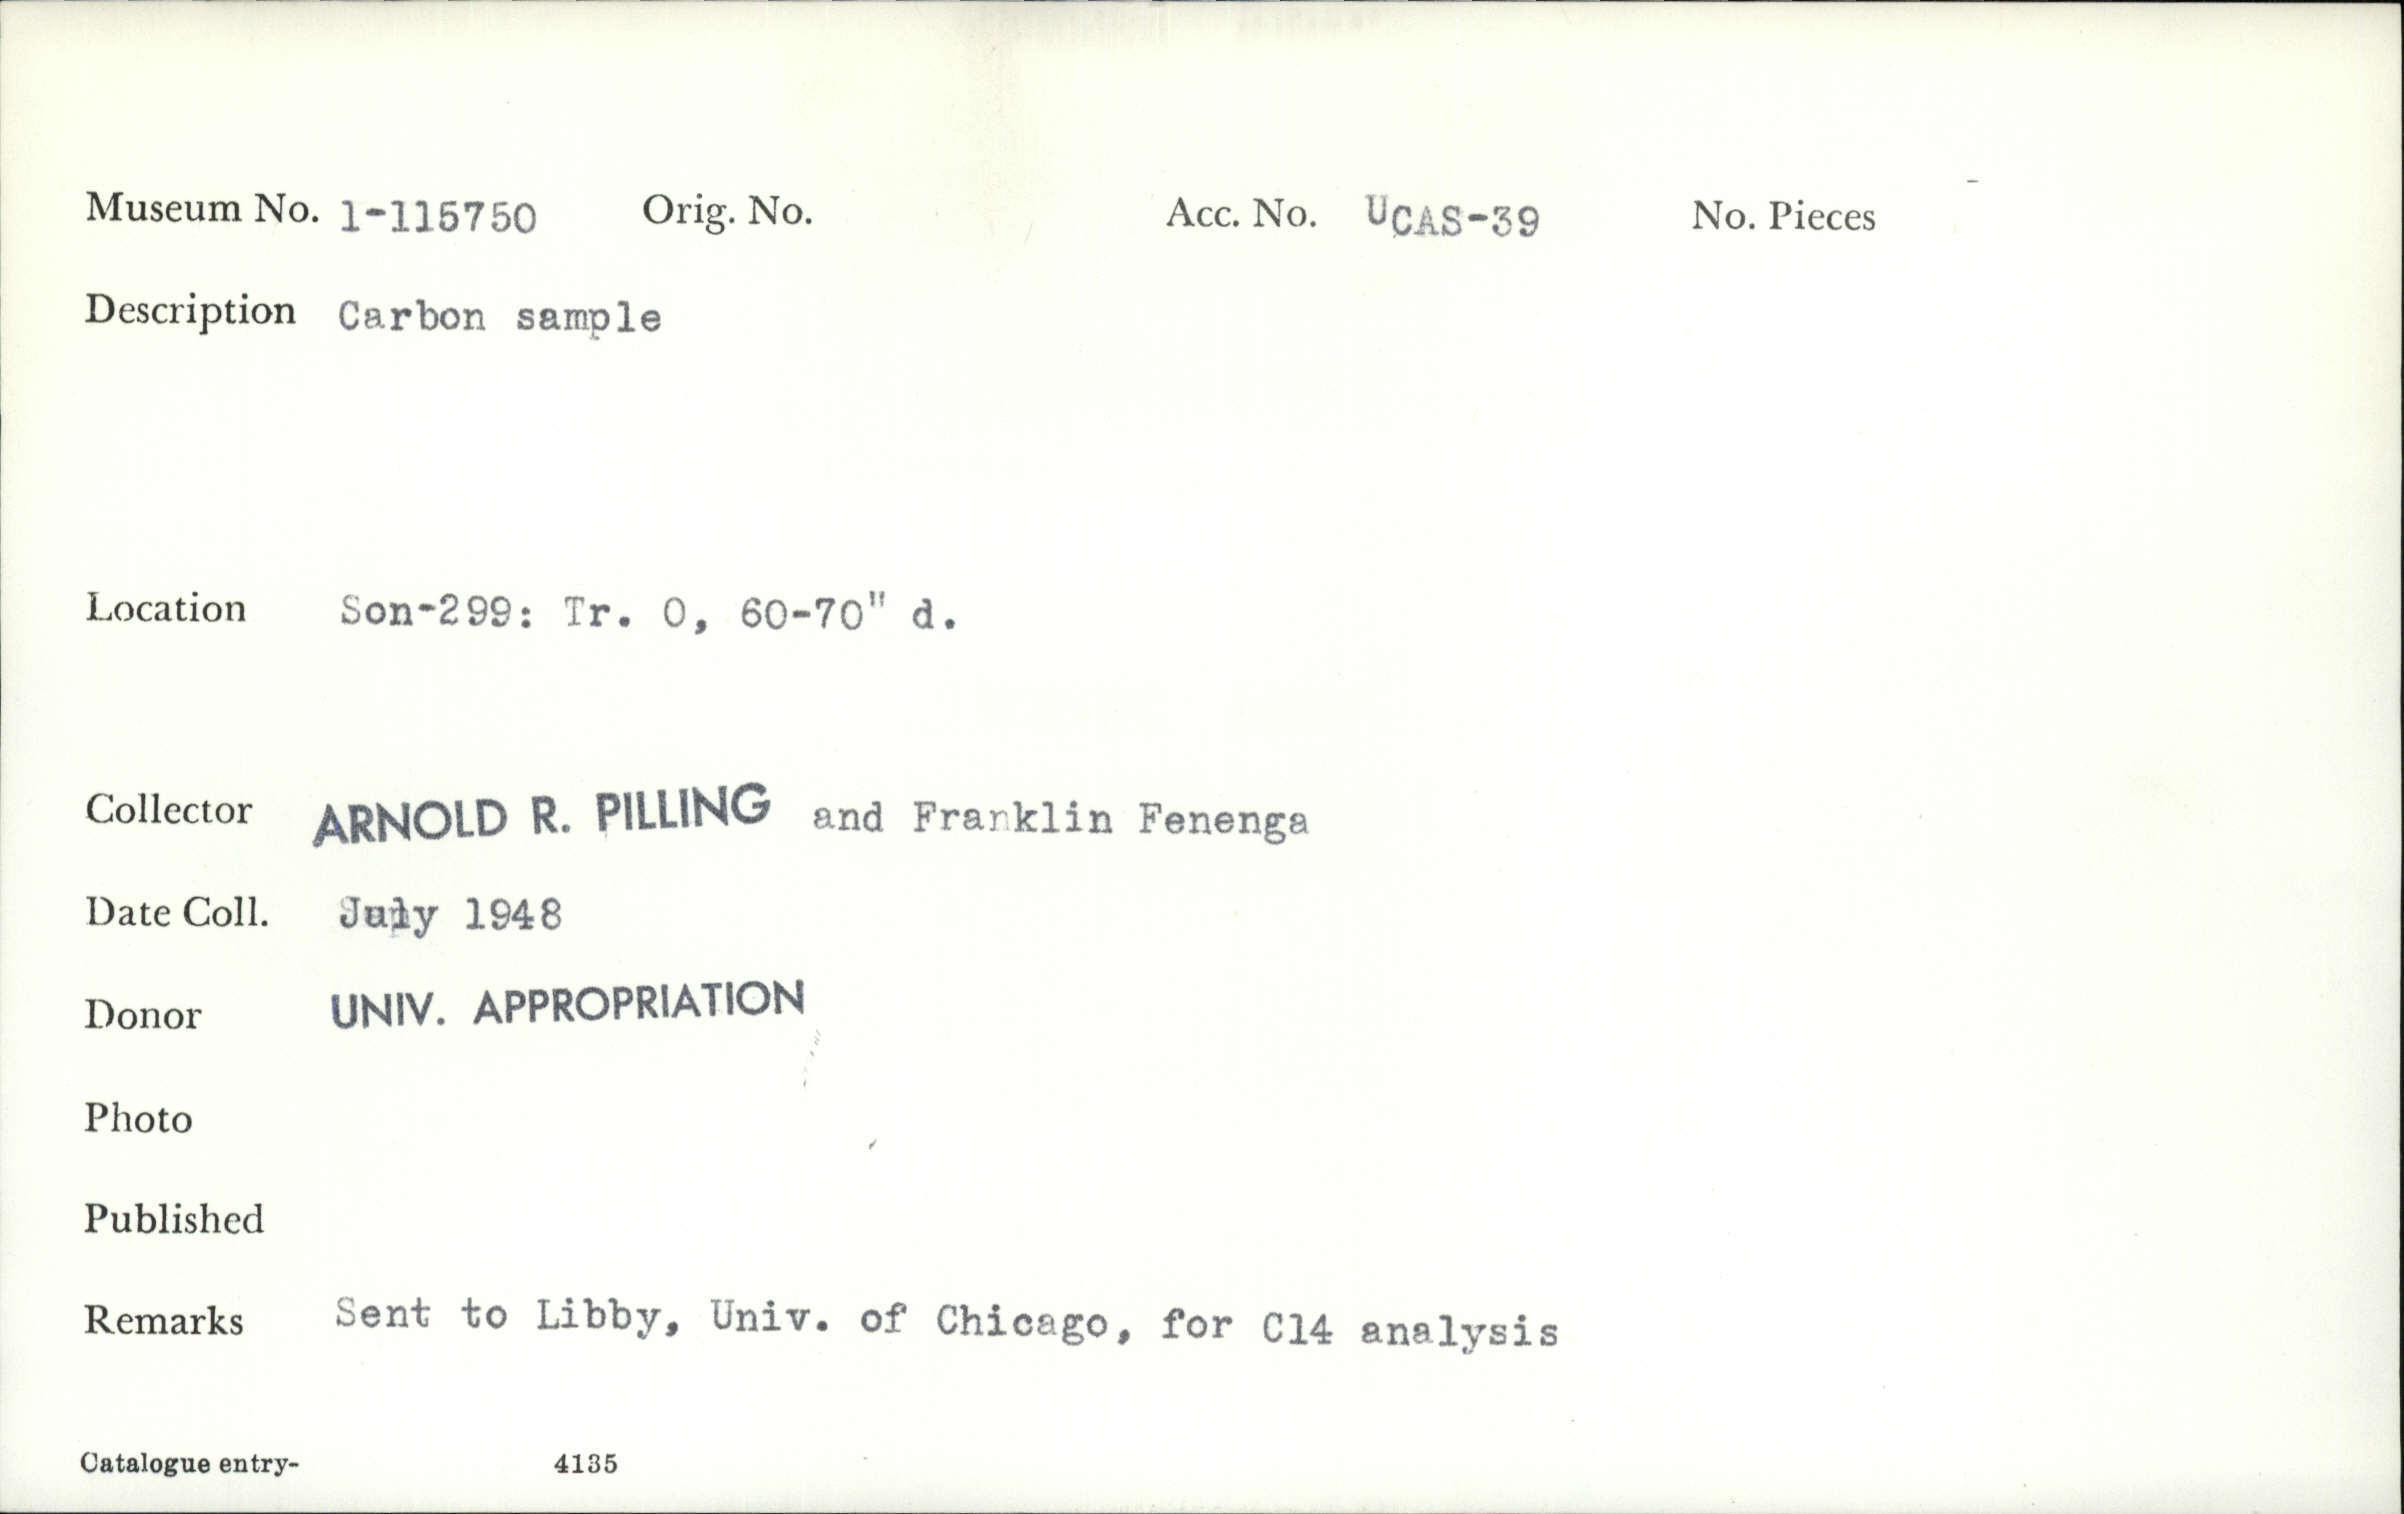 Museum No. 1-115750 Orig. No. Acc. No. UCAS-39 No. Pieces
Description Carbon sample
Location Son-299: Tr. O, 60-70" d.
Collector ARNOLD R. PILLING and Franklin Fenenga
Date Coll. July 1948
Donor UNIV. APPROPRIATION
Photo
Published
Remarks Sent to Libby, Univ. of Chicago, for C14 analysis
Catalogue entry- 4135